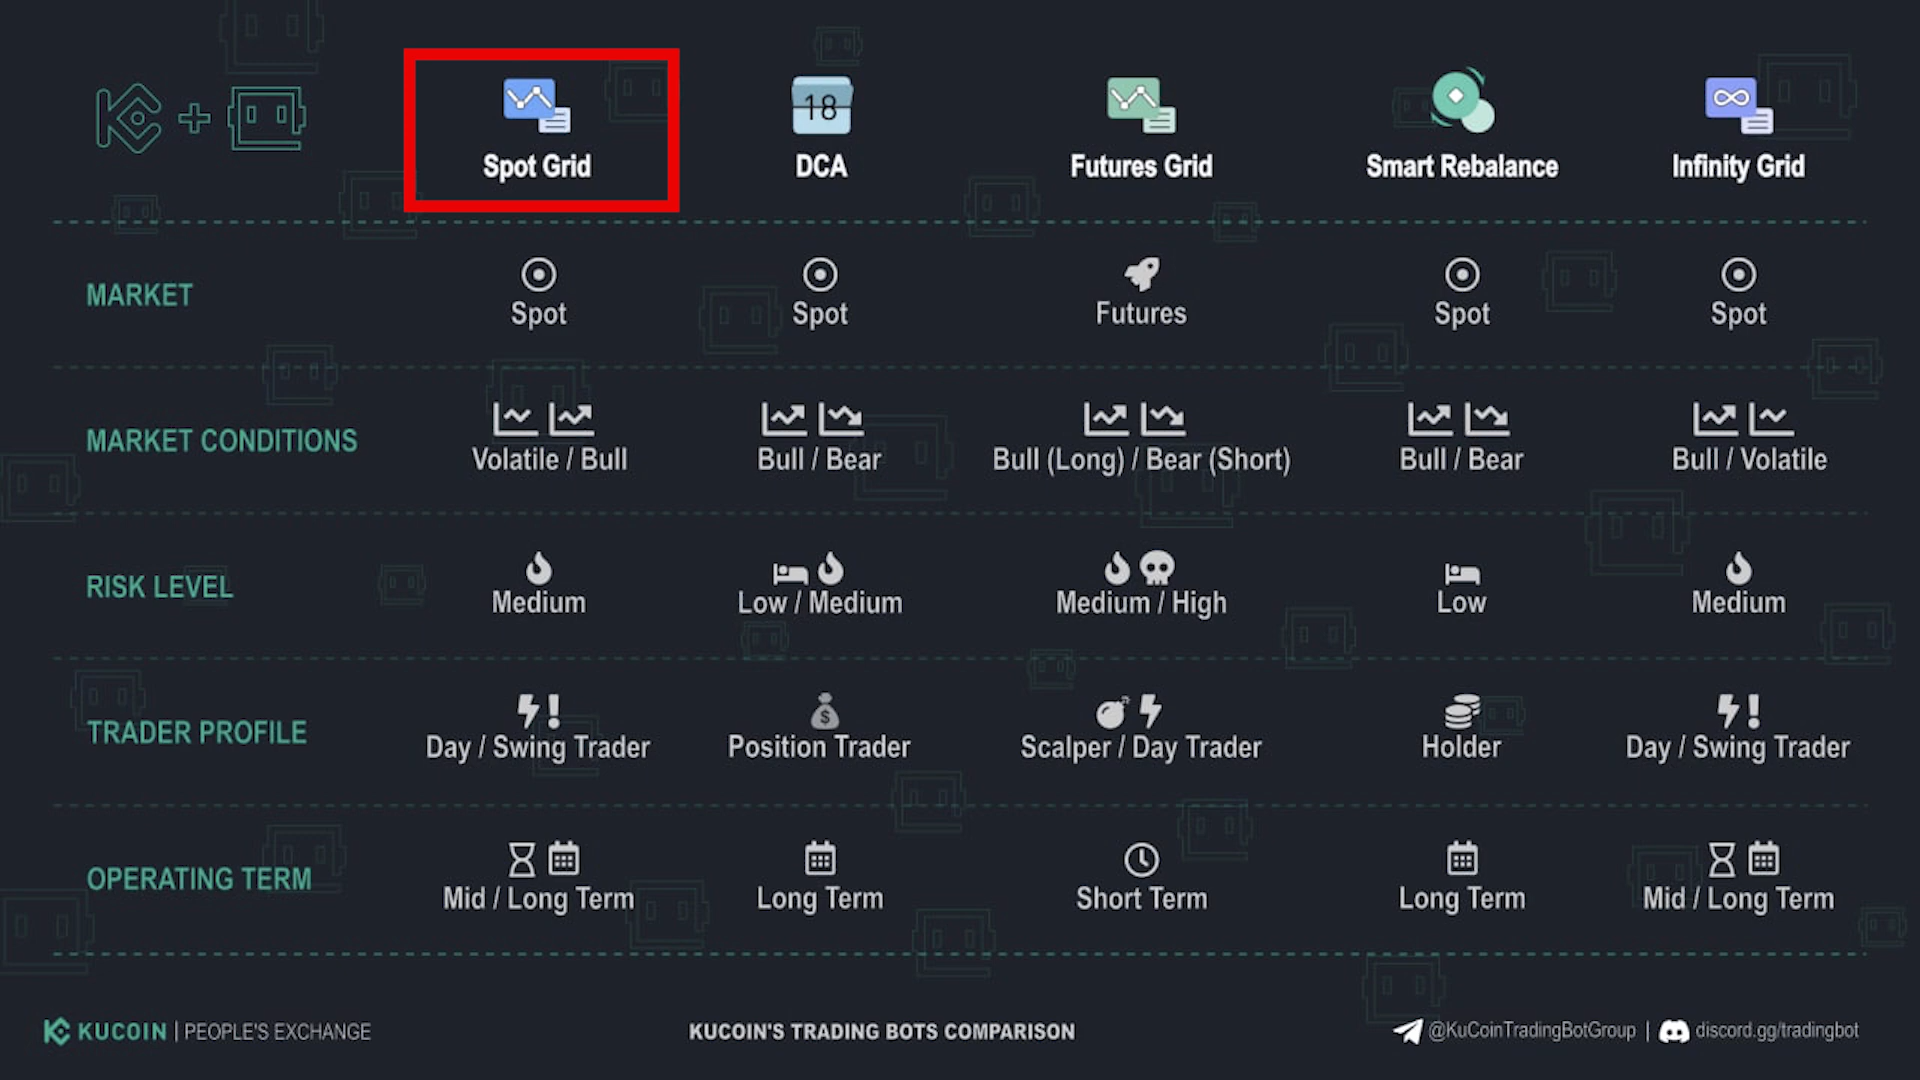 Spot Grid
18
DCA
Futures Grid
Smart Rebalance
Infinity Grid
MARKET
Spot
Spot
Futures
Spot
Spot
MARKET CONDITIONS
Volatile / Bull
Bull / Bear
Bull (Long) / Bear (Short)
Bull / Bear
Bull / Volatile
RISK LEVEL
Medium
Low / Medium
Medium / High
Low
Medium
TRADER PROFILE
Day / Swing Trader
$
Position Trader
Scalper / Day Trader
Holder
Day / Swing Trader
OPERATING TERM
Mid / Long Term
Long Term
Short Term
Long Term
Mid / Long Term
KUCOIN | PEOPLE'S EXCHANGE
KUCOIN'S TRADING BOTS COMPARISON
@KuCoinTradingBotGroup | discord.gg/tradingbot